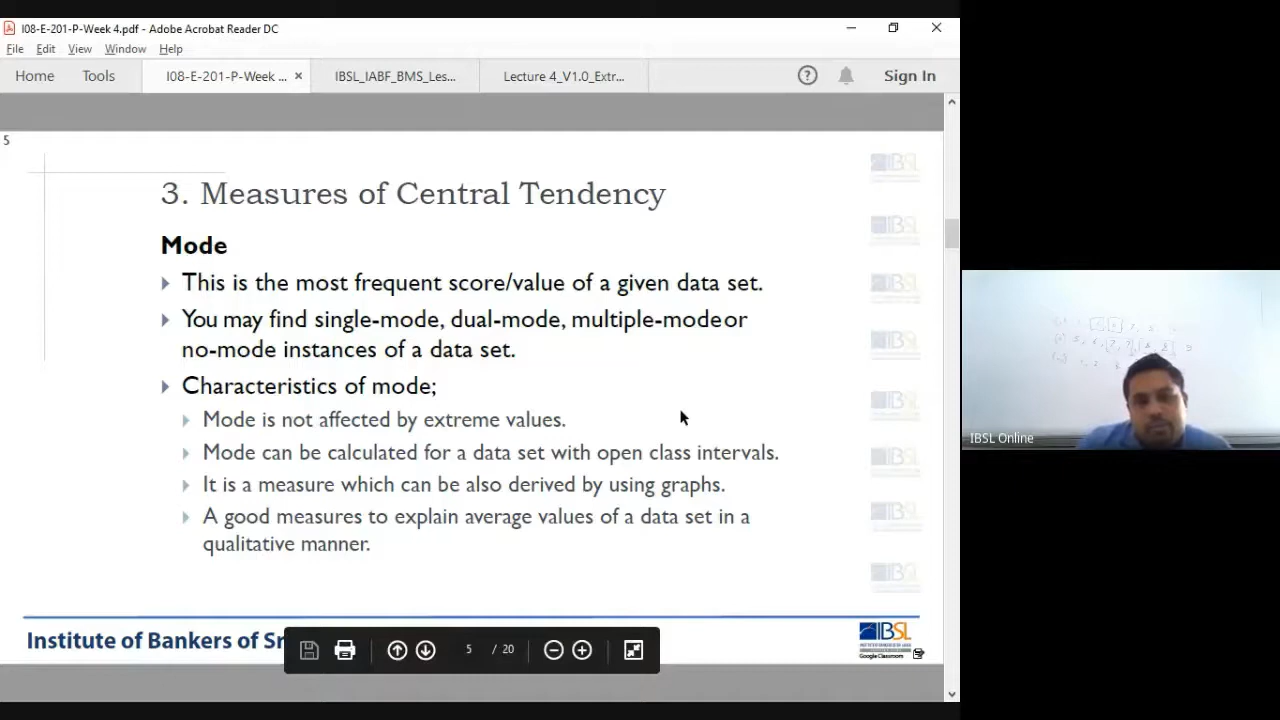 I08-E-201-P-Week 4.pdf - Adobe Acrobat Reader DC
File Edit View Window Help
Home Tools I08-E-201-P-Week ... × IBSL_IABF_BMS_Les... Lecture 4_V1.0_Extr... ? Sign In
5
3. Measures of Central Tendency
Mode
This is the most frequent score/value of a given data set.
You may find single-mode, dual-mode, multiple-mode or
no-mode instances of a data set.
Characteristics of mode;
Mode is not affected by extreme values.
Mode can be calculated for a data set with open class intervals.
It is a measure which can be also derived by using graphs.
A good measures to explain average values of a data set in a
qualitative manner.
Institute of Bankers of Sr
5 / 20
IBSL
Google Classroom
IBSL Online